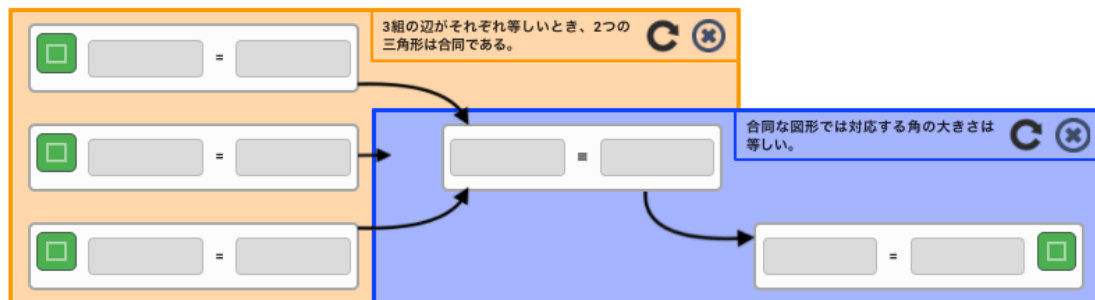 3組の辺がそれぞれ等しいとき、2つの
三角形は合同である。
=
=
≡
合同な図形では対応する角の大きさは
等しい。
=
=